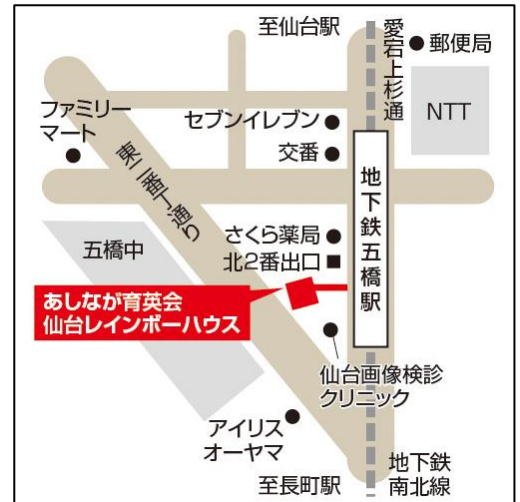 至仙台駅
愛宕上杉通
郵便局
ファミリー
マート
セブンイレブン
NTT
交番
東二番丁通り
地下鉄五橋駅
さくら薬局
五橋中
北2番出口
あしなが育英会
仙台レインボーハウス
仙台画像検診
クリニック
アイリス
オーヤマ
至長町駅
地下鉄
南北線